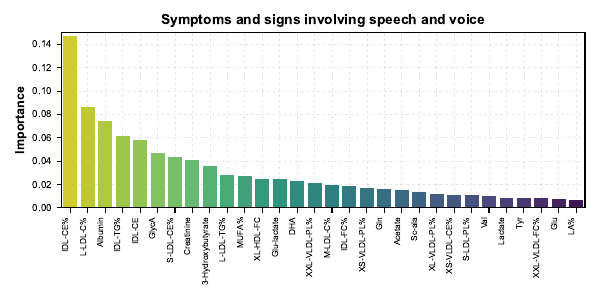 Symptoms and signs involving speech and voice
Importance
0.14
0.12
0.10
0.08
0.06
0.04
0.02
0.00
IDL-CE%
L-LDL-C%
Albumin
IDL-TG%
IDL-CE
GlycA
S-LDL-CE%
Creatinine
3-Hydroxybutyrate
L-LDL-TG%
MUFA%
XL-HDL-FC
Glu-lactate
DHA
XXL-VLDL-PL%
M-LDL-C%
IDL-FC%
XS-VLDL-PL%
Gln
Acetate
Sc-ala
XL-VLDL-PL%
XS-VLDL-CE%
S-LDL-PL%
Val
Lactate
Tyr
XXL-VLDL-FC%
Glu
LA%